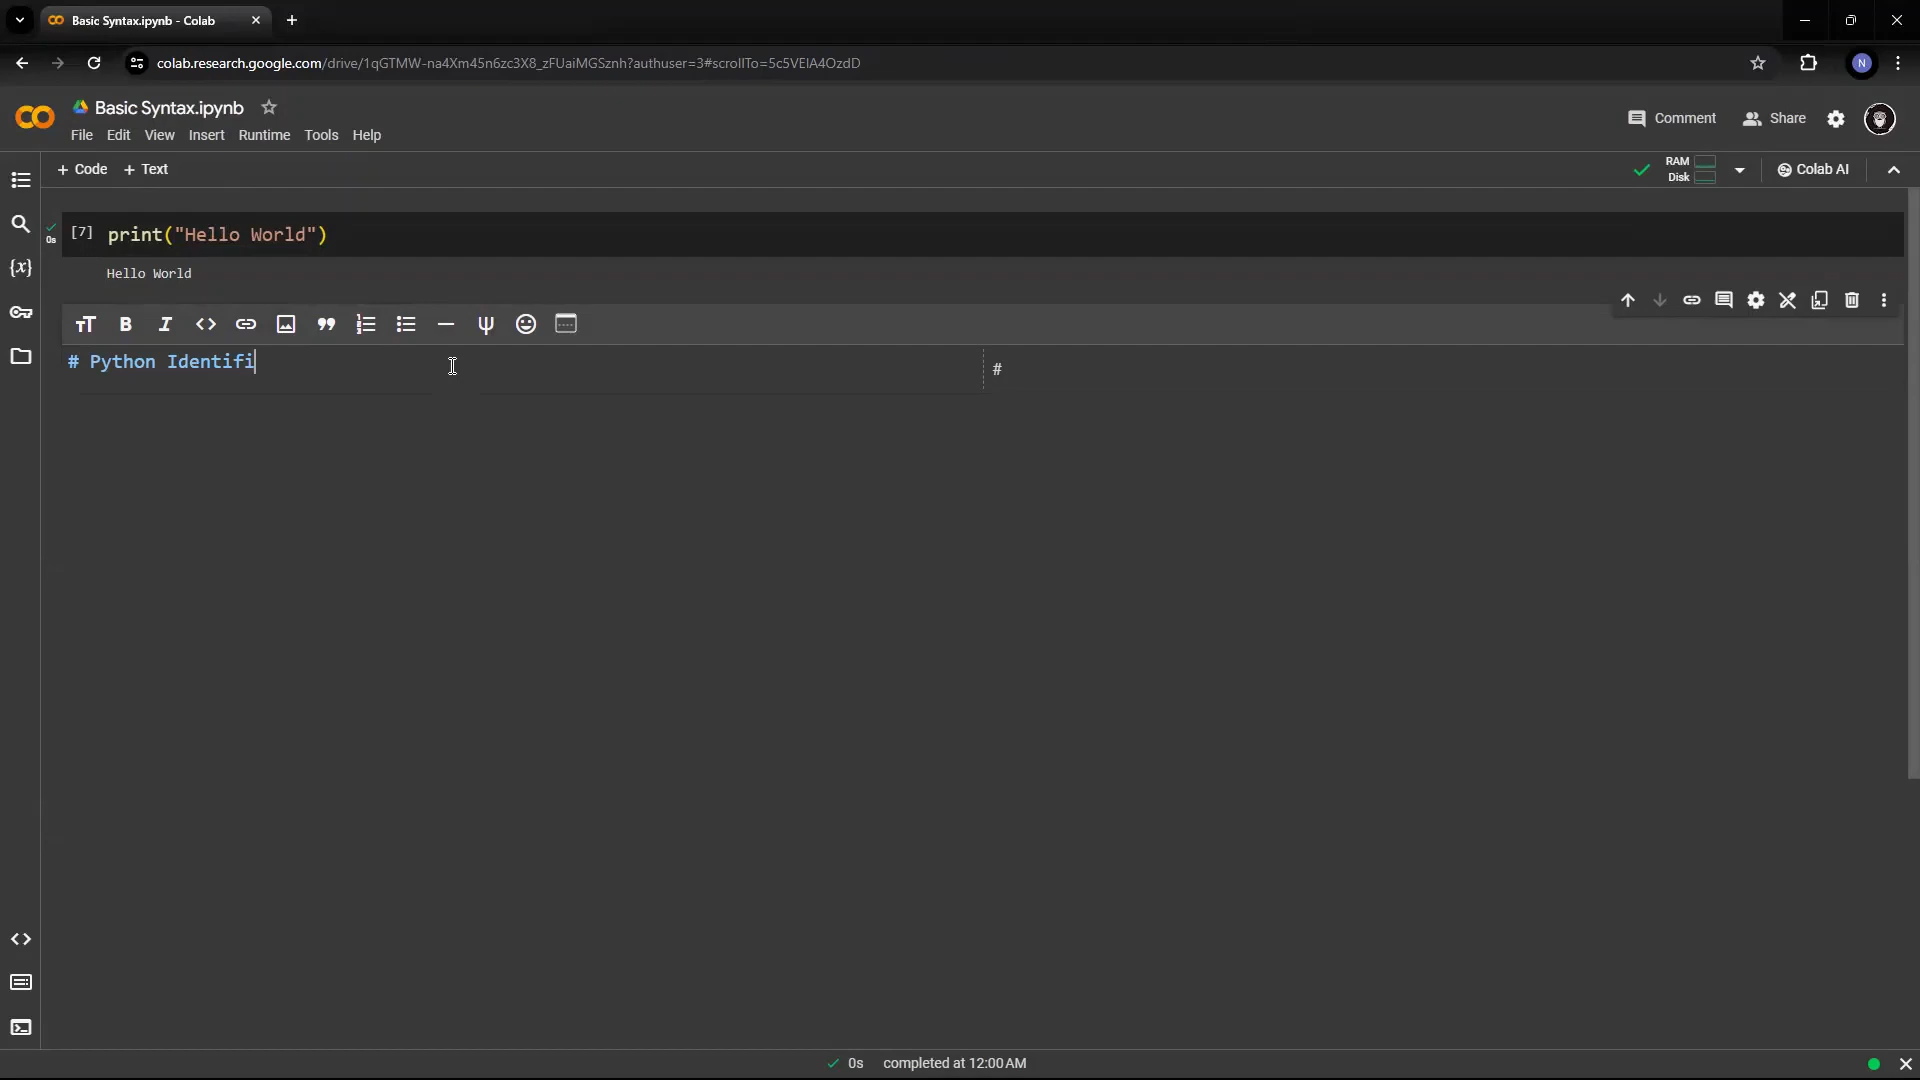 Basic Syntax.ipynb - Colab
colab.research.google.com/drive/1qGTMW-na4Xm45n6zc3X8_zFUaiMGSznh?authuser=3#scrollTo=5c5VEIA4OzdD
N
Basic Syntax.ipynb
File Edit View Insert Runtime Tools Help
Comment
Share
+ Code + Text
RAM
Disk
Colab AI
0s
[7] print("Hello World")
Hello World
# Python Identifi
#
0s completed at 12:00 AM